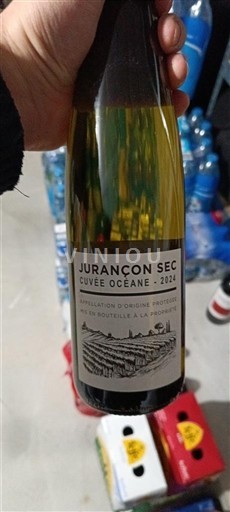 VINIOU
JURANÇON SEC
CUVÉE OCÉANE - 2024
APPELLATION D'ORIGINE PROTÉGÉE
MIS EN BOUTEILLE À LA PROPRIÉTÉ